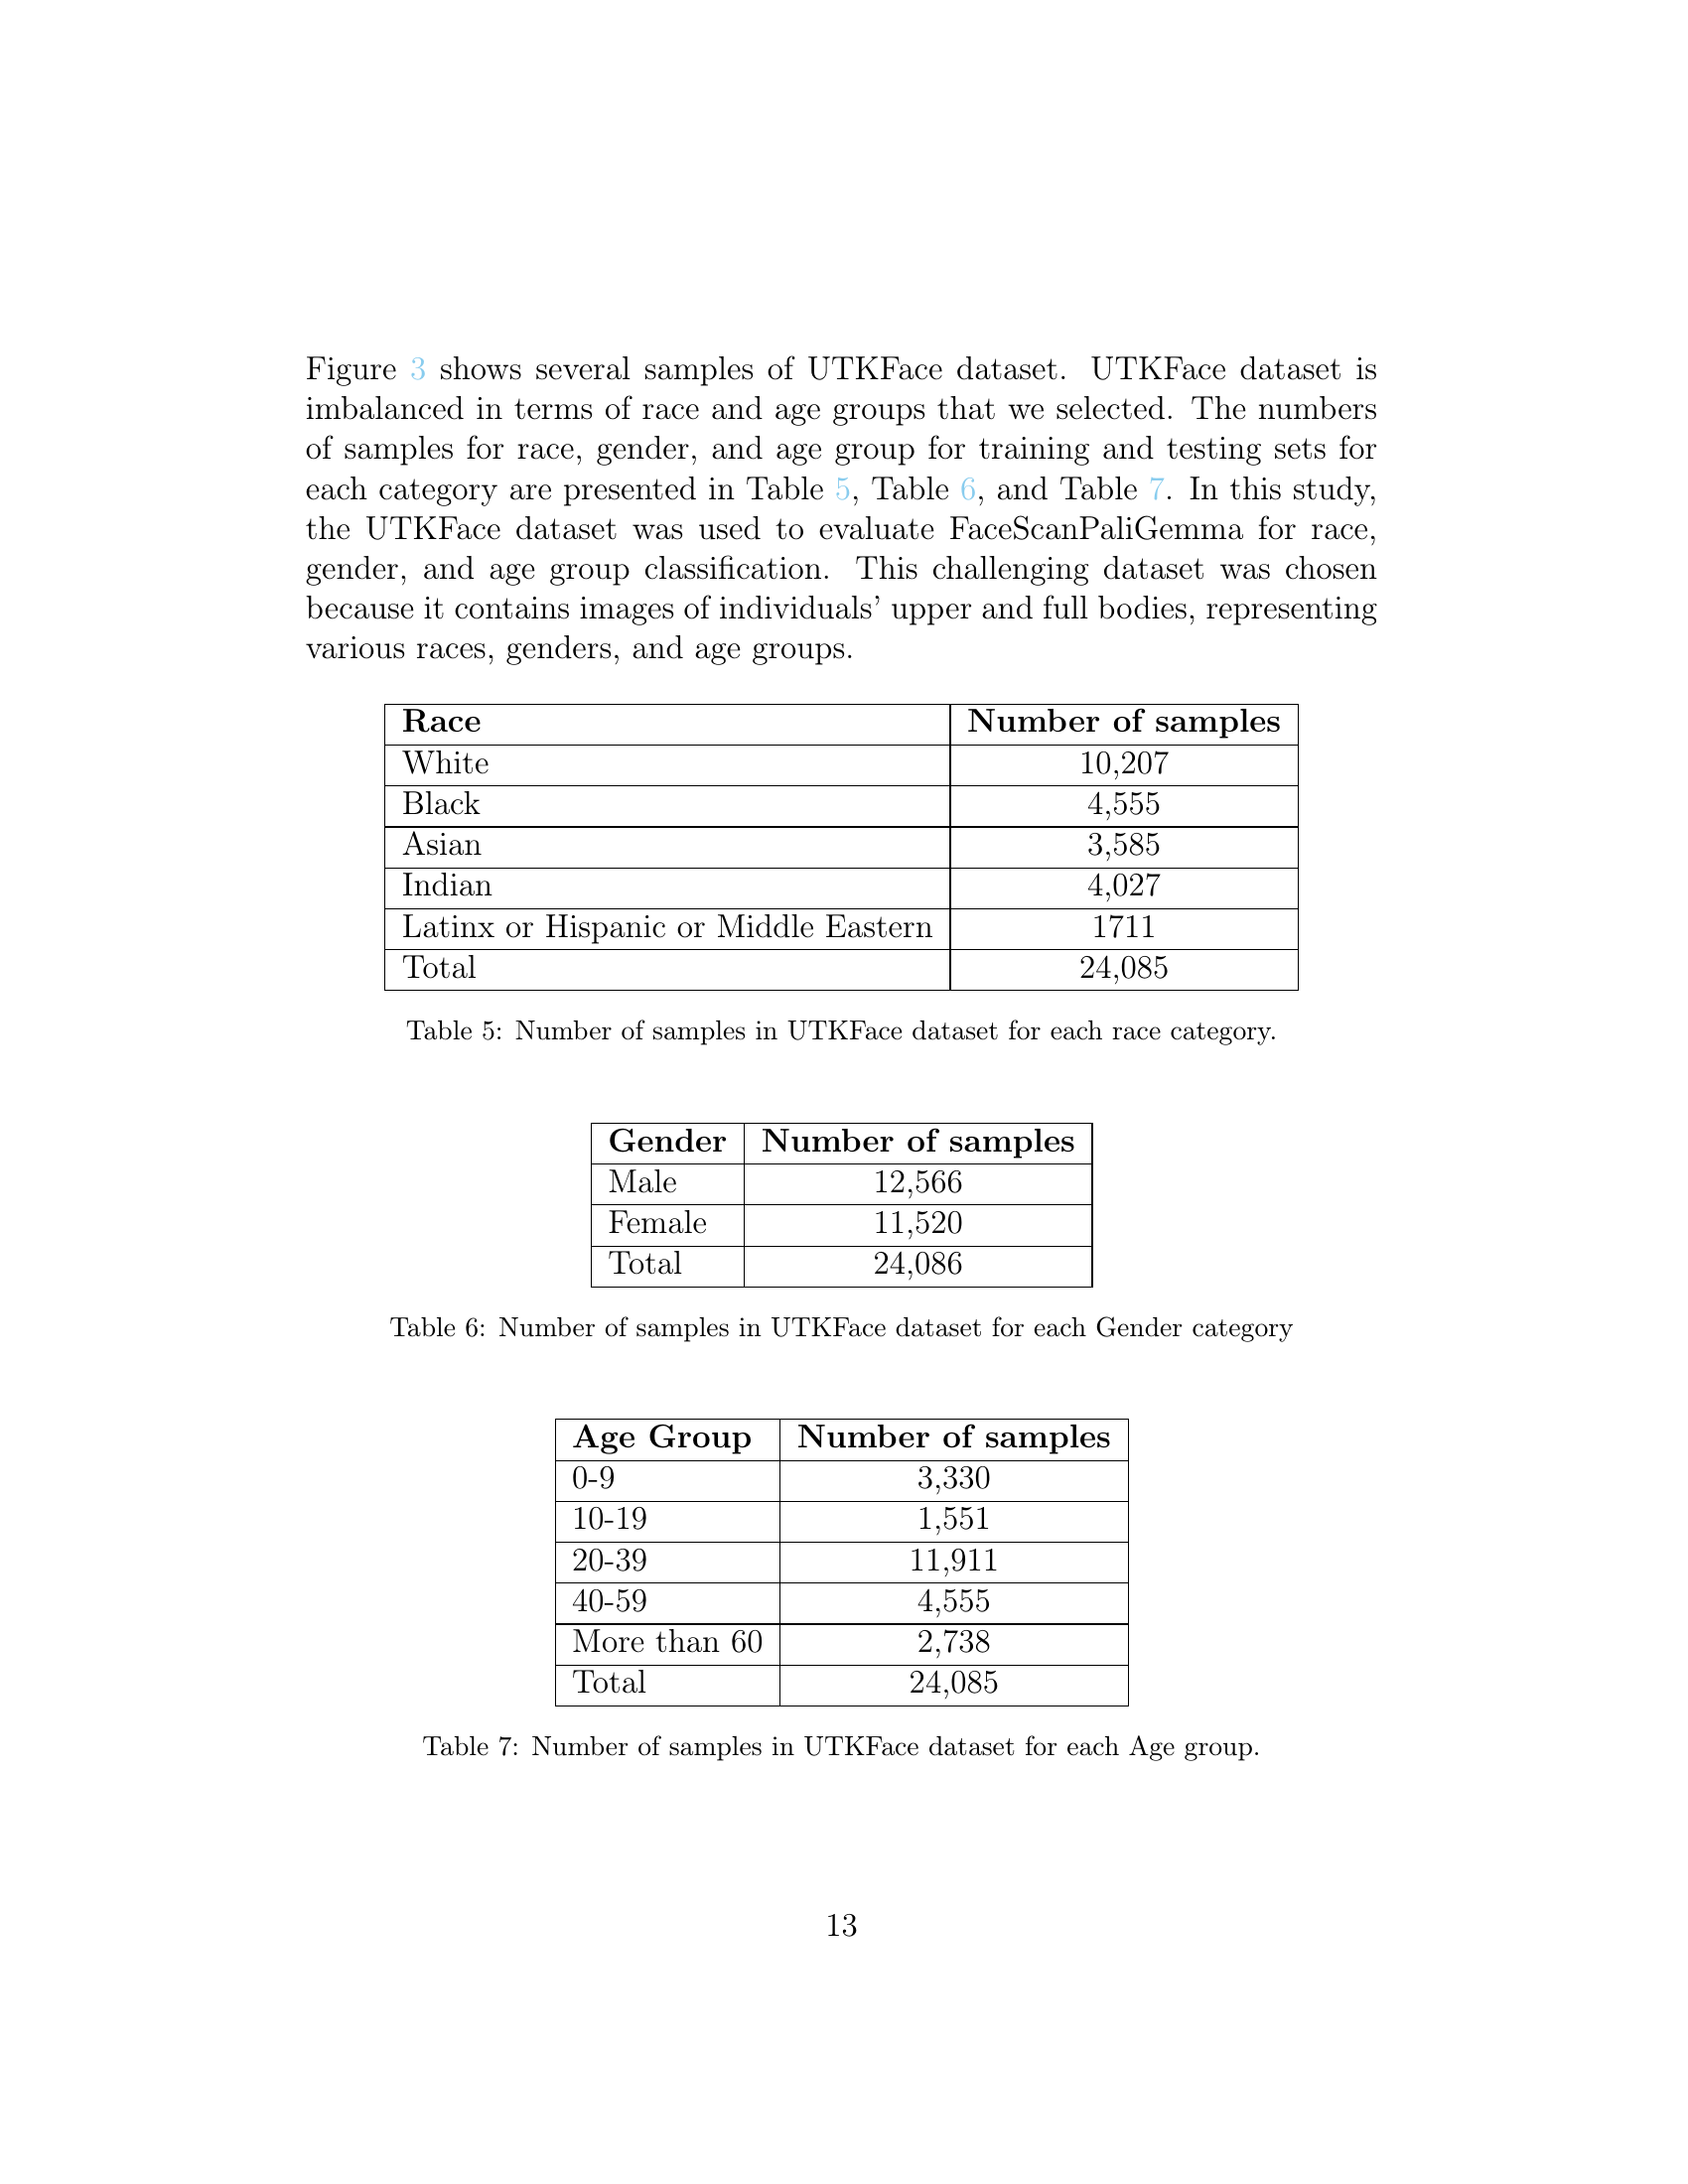 Figure 3 shows several samples of UTKFace dataset. UTKFace dataset is
imbalanced in terms of race and age groups that we selected. The numbers
of samples for race, gender, and age group for training and testing sets for
each category are presented in Table 5, Table 6, and Table 7. In this study,
the UTKFace dataset was used to evaluate FaceScanPaliGemma for race,
gender, and age group classification. This challenging dataset was chosen
because it contains images of individuals' upper and full bodies, representing
various races, genders, and age groups.
Race Number of samples
White 10,207
Black 4,555
Asian 3,585
Indian 4,027
Latinx or Hispanic or Middle Eastern 1711
Total 24,085
Table 5: Number of samples in UTKFace dataset for each race category.
Gender Number of samples
Male 12,566
Female 11,520
Total 24,086
Table 6: Number of samples in UTKFace dataset for each Gender category
Age Group Number of samples
0-9 3,330
10-19 1,551
20-39 11,911
40-59 4,555
More than 60 2,738
Total 24,085
Table 7: Number of samples in UTKFace dataset for each Age group.
13